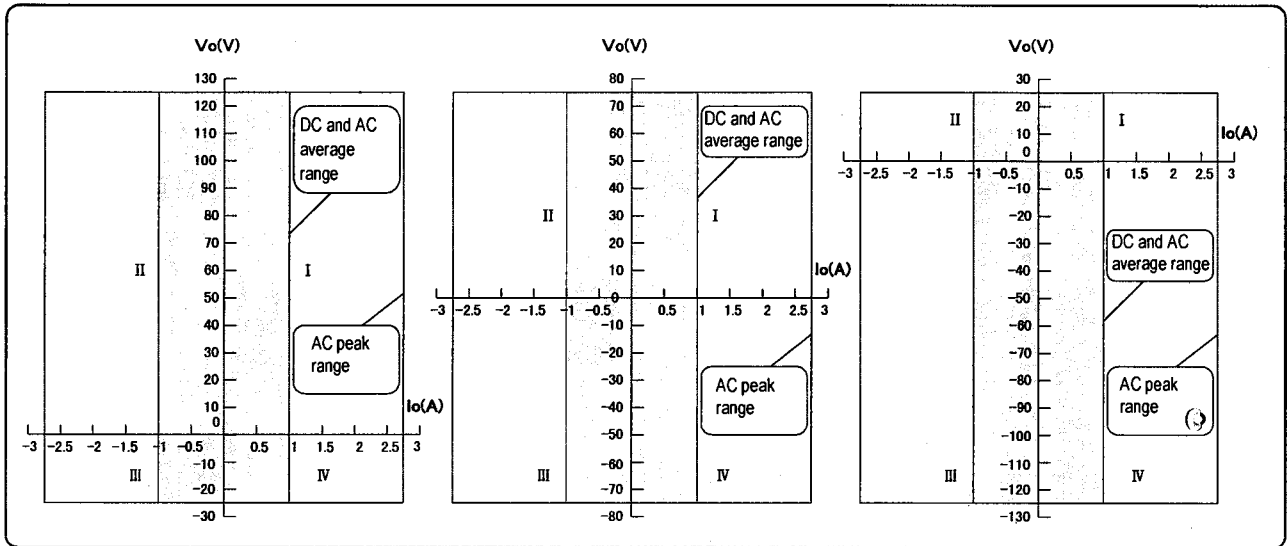 Vo(V)
130
120
110
100
90
80
70
60
50
40
30
20
10
0
-10
-20
-30
-3 -2.5 -2 -1.5 -1 -0.5 0.5 1 1.5 2 2.5 3
Io(A)
DC and AC
average
range
AC peak
range
II
I
III
IV
Vo(V)
80
70
60
50
40
30
20
10
0
-10
-20
-30
-40
-50
-60
-70
-80
-3 -2.5 -2 -1.5 -1 -0.5 0.5 1 1.5 2 2.5 3
Io(A)
DC and AC
average range
AC peak
range
II
I
III
IV
Vo(V)
30
20
10
0
-10
-20
-30
-40
-50
-60
-70
-80
-90
-100
-110
-120
-130
-3 -2.5 -2 -1.5 -1 -0.5 0.5 1 1.5 2 2.5 3
Io(A)
DC and AC
average range
AC peak
range
II
I
III
IV